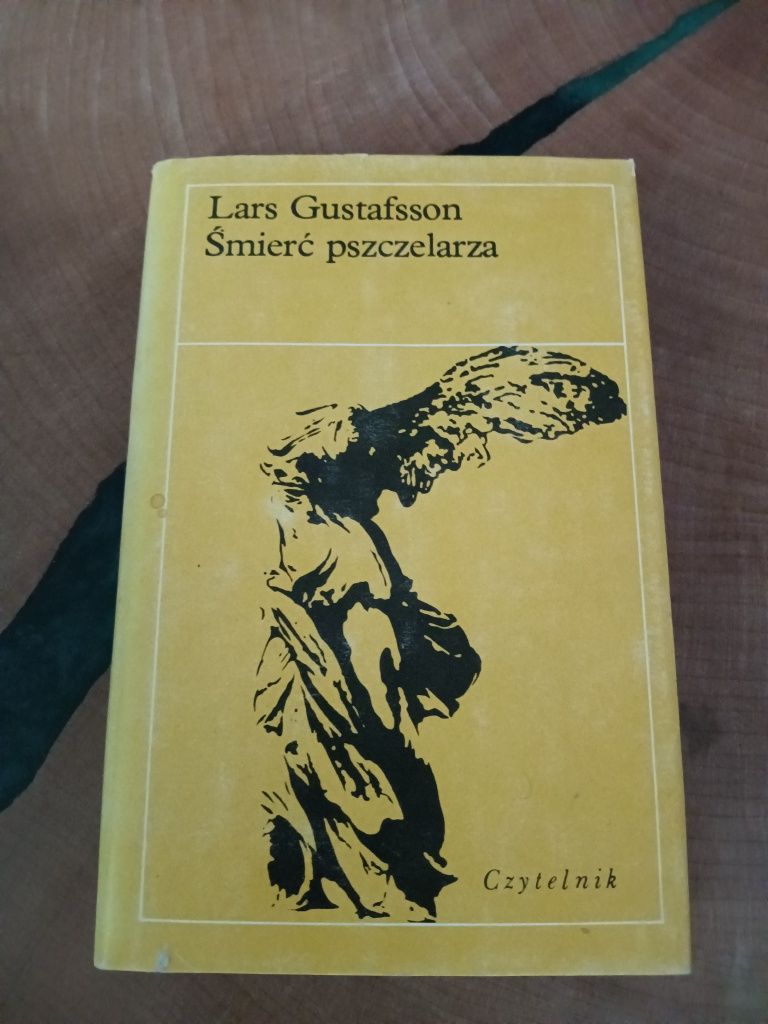 Lars Gustafsson
Śmierć pszczelarza
Czytelnik